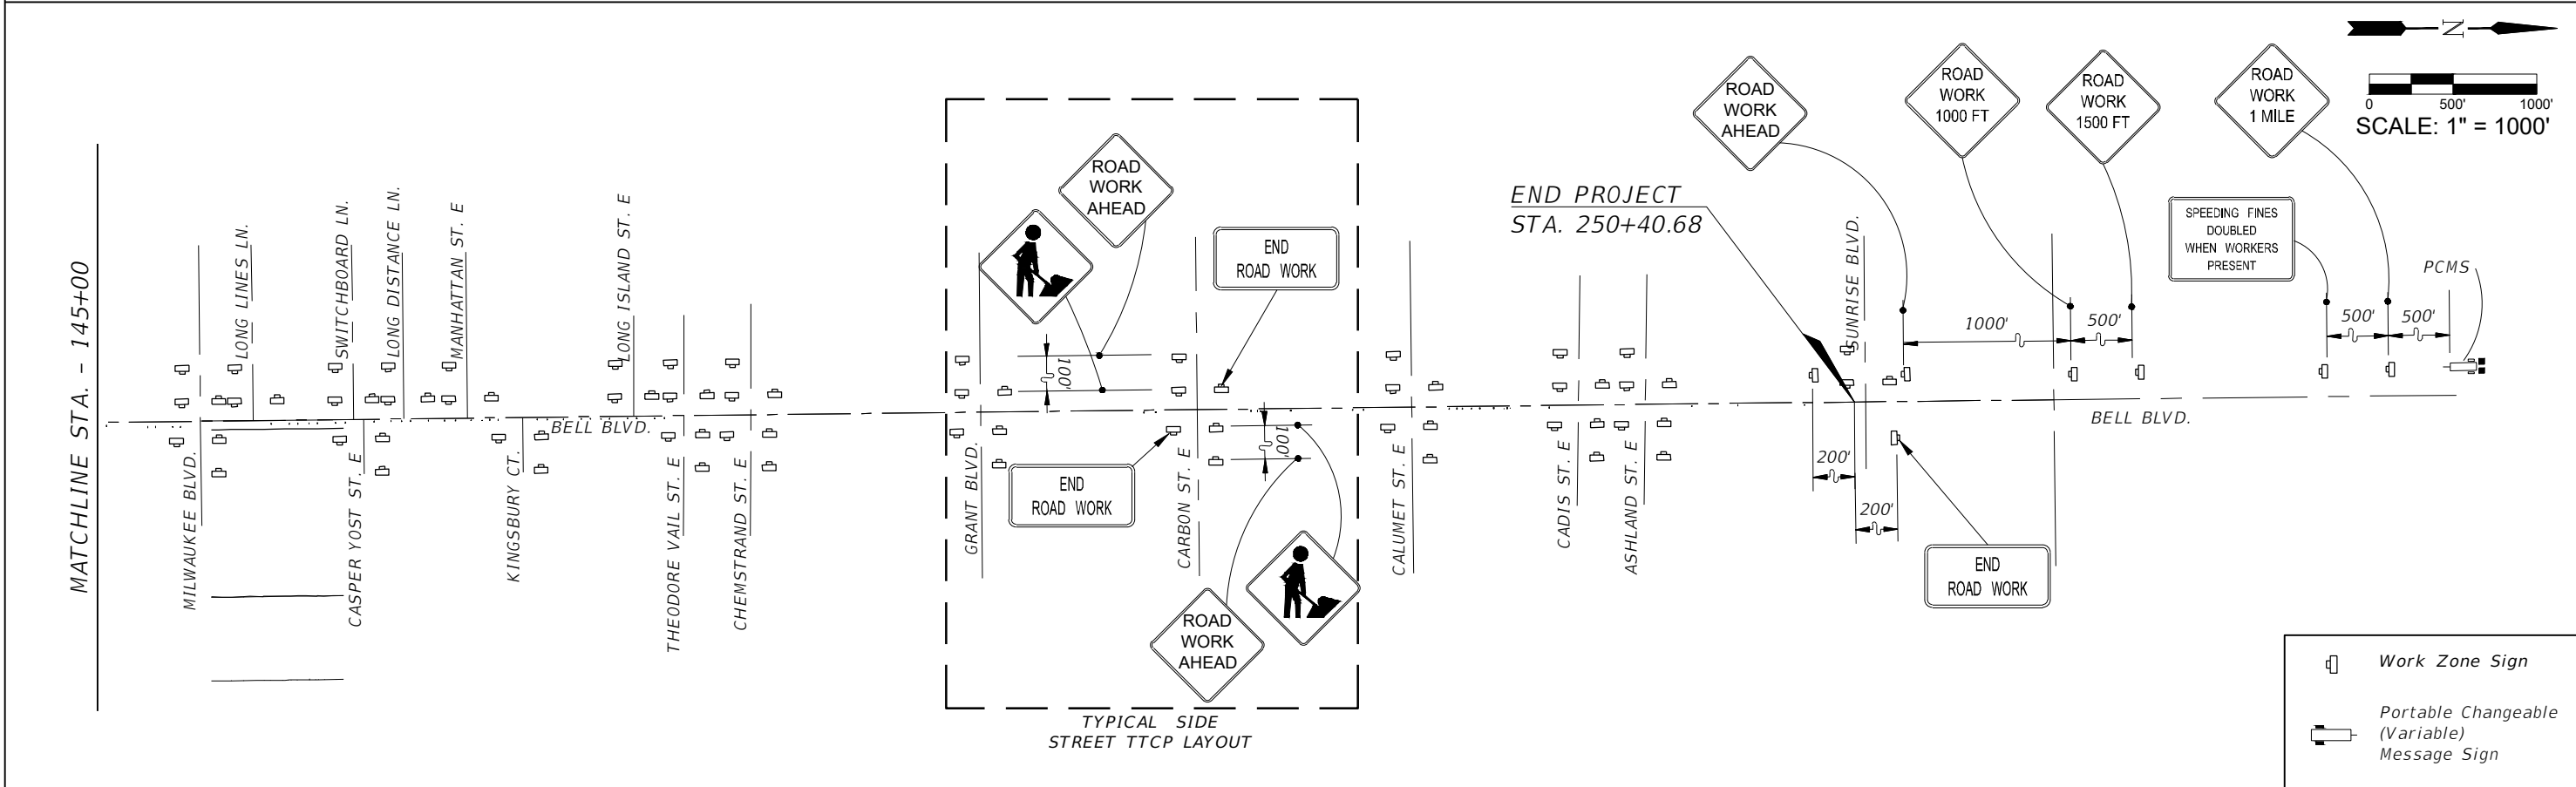 N
0 500' 1000'
SCALE: 1" = 1000'
ROAD
WORK
AHEAD
ROAD
WORK
1000 FT
ROAD
WORK
1500 FT
ROAD
WORK
1 MILE
SPEEDING FINES
DOUBLED
WHEN WORKERS
PRESENT
PCMS
END PROJECT
STA. 250+40.68
1000'
500'
500'
500'
200'
200'
END
ROAD WORK
MATCHLINE STA. - 145+00
MILWAUKEE BLVD.
LONG LINES LN.
SWITCHBOARD LN.
CASPER YOST ST. E
LONG DISTANCE LN.
MANHATTAN ST. E
KINGSBURY CT.
LONG ISLAND ST. E
BELL BLVD.
THEODORE VAIL ST. E
CHEMSTRAND ST. E
GRANT BLVD.
ROAD
WORK
AHEAD
END
ROAD WORK
100'
END
ROAD WORK
CARBON ST. E
100'
ROAD
WORK
AHEAD
TYPICAL SIDE
STREET TTCP LAYOUT
CALUMET ST. E
CADIS ST. E
ASHLAND ST. E
SUNRISE BLVD.
BELL BLVD.
Work Zone Sign
Portable Changeable
(Variable)
Message Sign